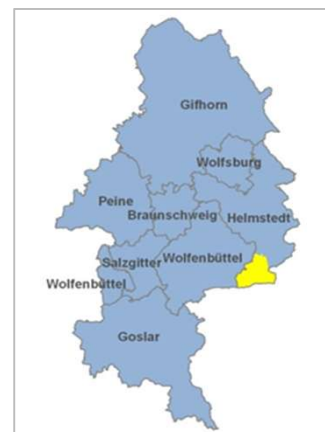 Gifhorn
Wolfsburg
Peine
Braunschweig
Helmstedt
Salzgitter
Wolfenbüttel
Wolfenbüttel
Goslar